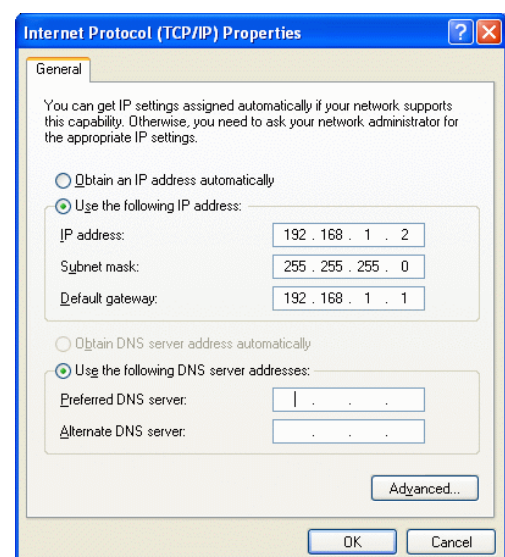 Internet Protocol (TCP/IP) Properties
General
You can get IP settings assigned automatically if your network supports
this capability. Otherwise, you need to ask your network administrator for
the appropriate IP settings.
Obtain an IP address automatically
Use the following IP address:
IP address: 192 . 168 . 1 . 2
Subnet mask: 255 . 255 . 255 . 0
Default gateway: 192 . 168 . 1 . 1
Obtain DNS server address automatically
Use the following DNS server addresses:
Preferred DNS server: . . .
Alternate DNS server: . . .
Advanced...
OK Cancel